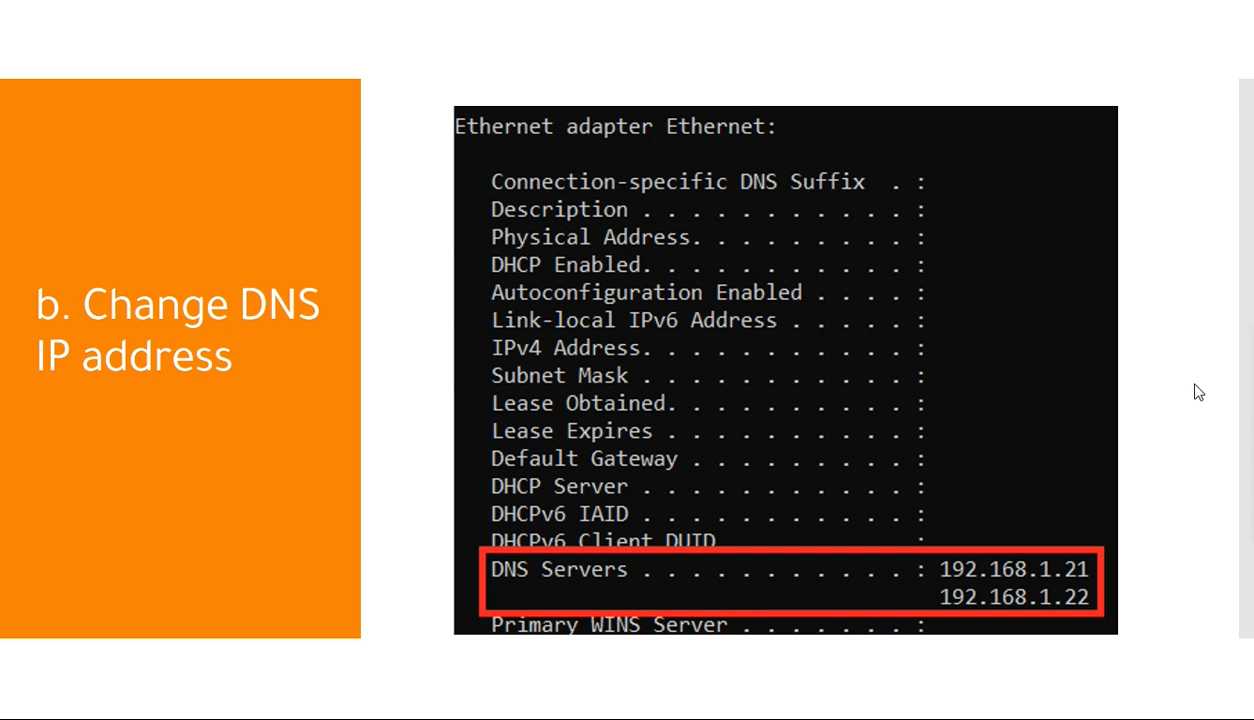 b. Change DNS
IP address
Ethernet adapter Ethernet:
Connection-specific DNS Suffix . :
Description . . . . . . . . . . . :
Physical Address. . . . . . . . . :
DHCP Enabled. . . . . . . . . . . :
Autoconfiguration Enabled . . . . :
Link-local IPv6 Address . . . . . :
IPv4 Address. . . . . . . . . . . :
Subnet Mask . . . . . . . . . . . :
Lease Obtained. . . . . . . . . . :
Lease Expires . . . . . . . . . . :
Default Gateway . . . . . . . . . :
DHCP Server . . . . . . . . . . . :
DHCPv6 IAID . . . . . . . . . . . :
DHCPv6 Client DUID :
DNS Servers . . . . . . . . . . . : 192.168.1.21
192.168.1.22
Primary WINS Server . . . . . . . :